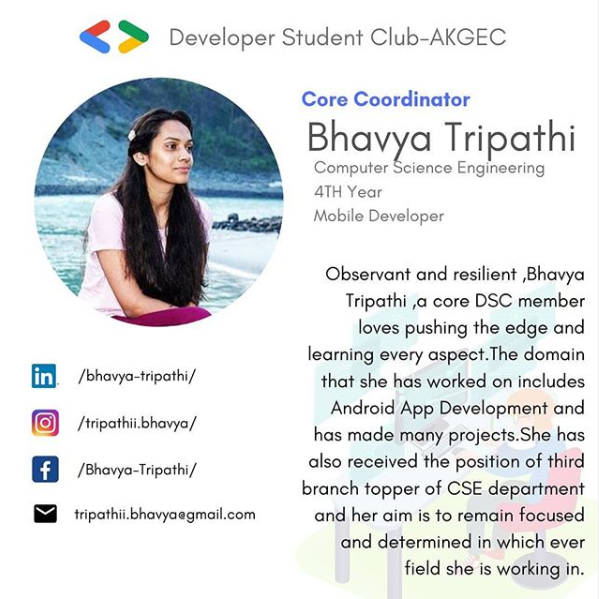 Developer Student Club-AKGEC
Core Coordinator
Bhavya Tripathi
Computer Science Engineering
4TH Year
Mobile Developer
Observant and resilient ,Bhavya
Tripathi ,a core DSC member
loves pushing the edge and
learning every aspect.The domain
that she has worked on includes
Android App Development and
has made many projects.She has
also received the position of third
branch topper of CSE department
and her aim is to remain focused
and determined in which ever
field she is working in.
in /bhavya-tripathi/
/tripathii.bhavya/
f /Bhavya-Tripathi/
tripathii.bhavya@gmail.com